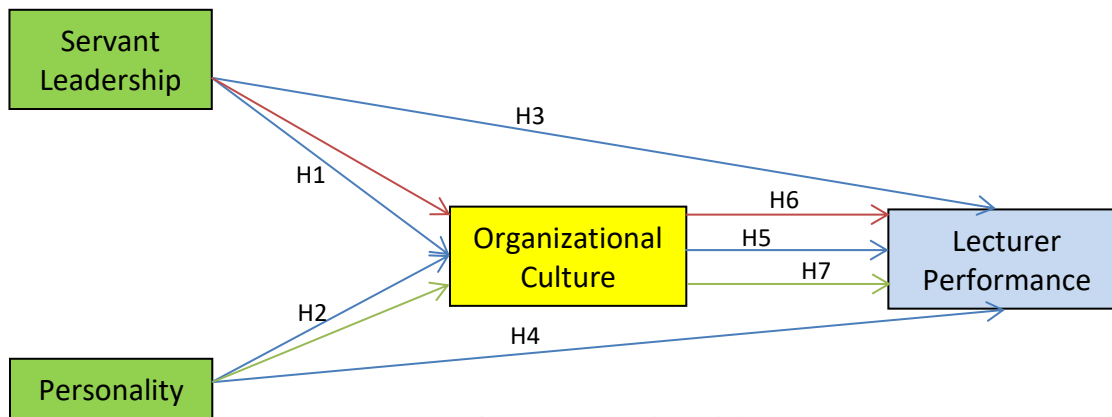 Servant
Leadership
H3
H1
H6
Organizational
Culture
H5
Lecturer
Performance
H7
H2
H4
Personality